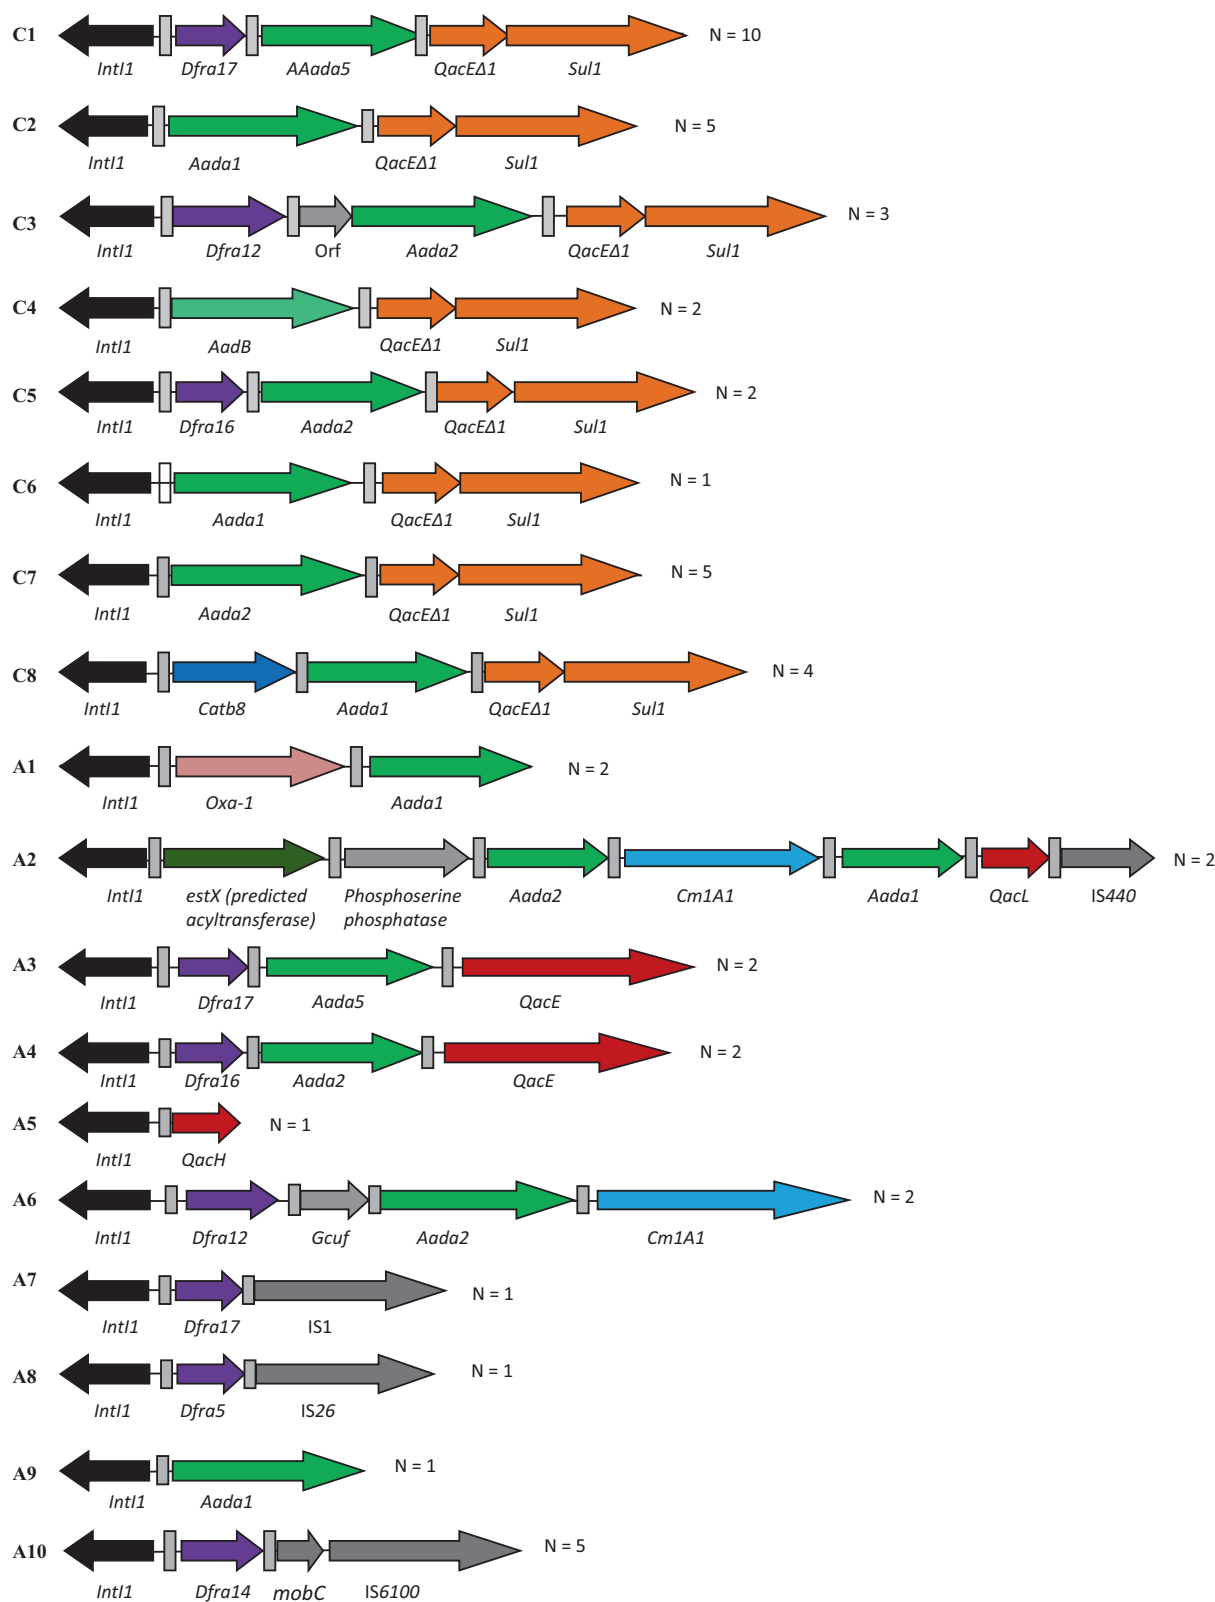 C1 N = 10
IntI1 Dfra17 AAada5 QacEΔ1 Sul1
C2 N = 5
IntI1 Aada1 QacEΔ1 Sul1
C3 N = 3
IntI1 Dfra12 Orf Aada2 QacEΔ1 Sul1
C4 N = 2
IntI1 AadB QacEΔ1 Sul1
C5 N = 2
IntI1 Dfra16 Aada2 QacEΔ1 Sul1
C6 N = 1
IntI1 Aada1 QacEΔ1 Sul1
C7 N = 5
IntI1 Aada2 QacEΔ1 Sul1
C8 N = 4
IntI1 Catb8 Aada1 QacEΔ1 Sul1
A1 N = 2
IntI1 Oxa-1 Aada1
A2 N = 2
IntI1 estX (predicted Phosphoserine Aada2 Cm1A1 Aada1 QacL IS440
acyltransferase) phosphatase
A3 N = 2
IntI1 Dfra17 Aada5 QacE
A4 N = 2
IntI1 Dfra16 Aada2 QacE
A5 N = 1
IntI1 QacH
A6 N = 2
IntI1 Dfra12 Gcuf Aada2 Cm1A1
A7 N = 1
IntI1 Dfra17 IS1
A8 N = 1
IntI1 Dfra5 IS26
A9 N = 1
IntI1 Aada1
A10 N = 5
IntI1 Dfra14 mobC IS6100